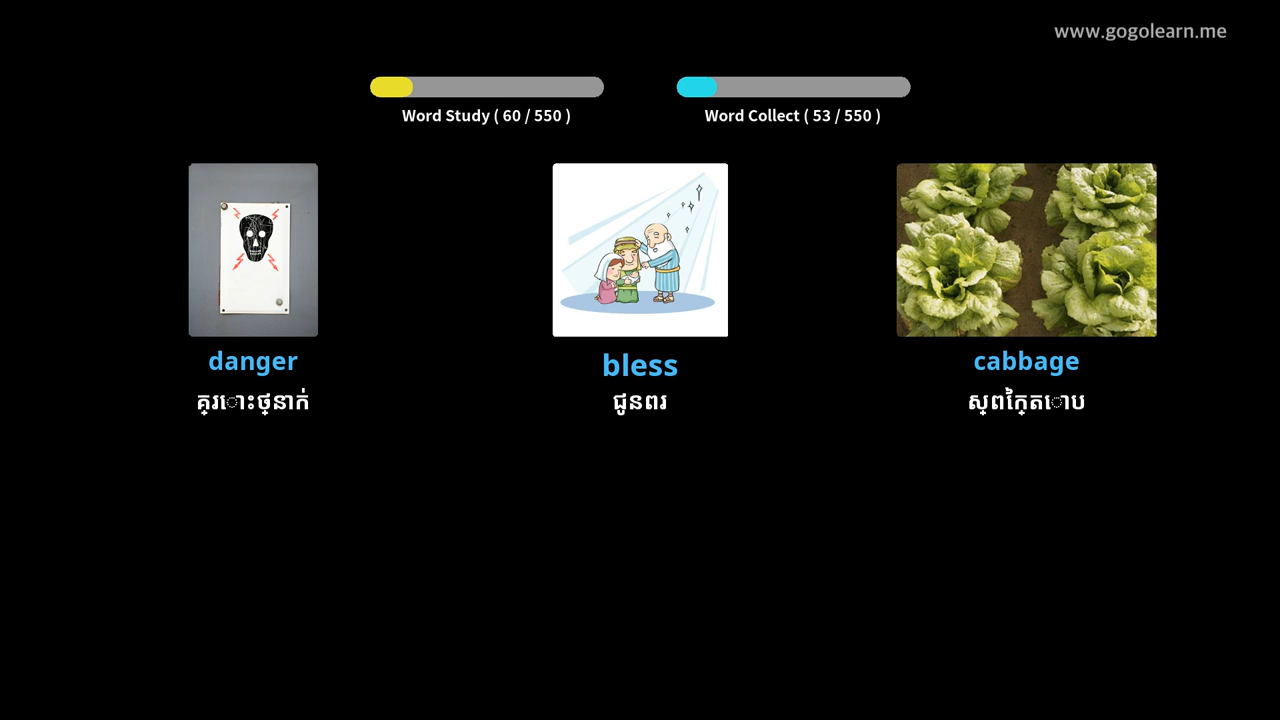 www.gogolearn.me
Word Study ( 60 / 550 )
Word Collect ( 53 / 550 )
danger
bless
cabbage
គ្រោះថ្នាក់
ជូនពរ
ស្ពៃក្តោប